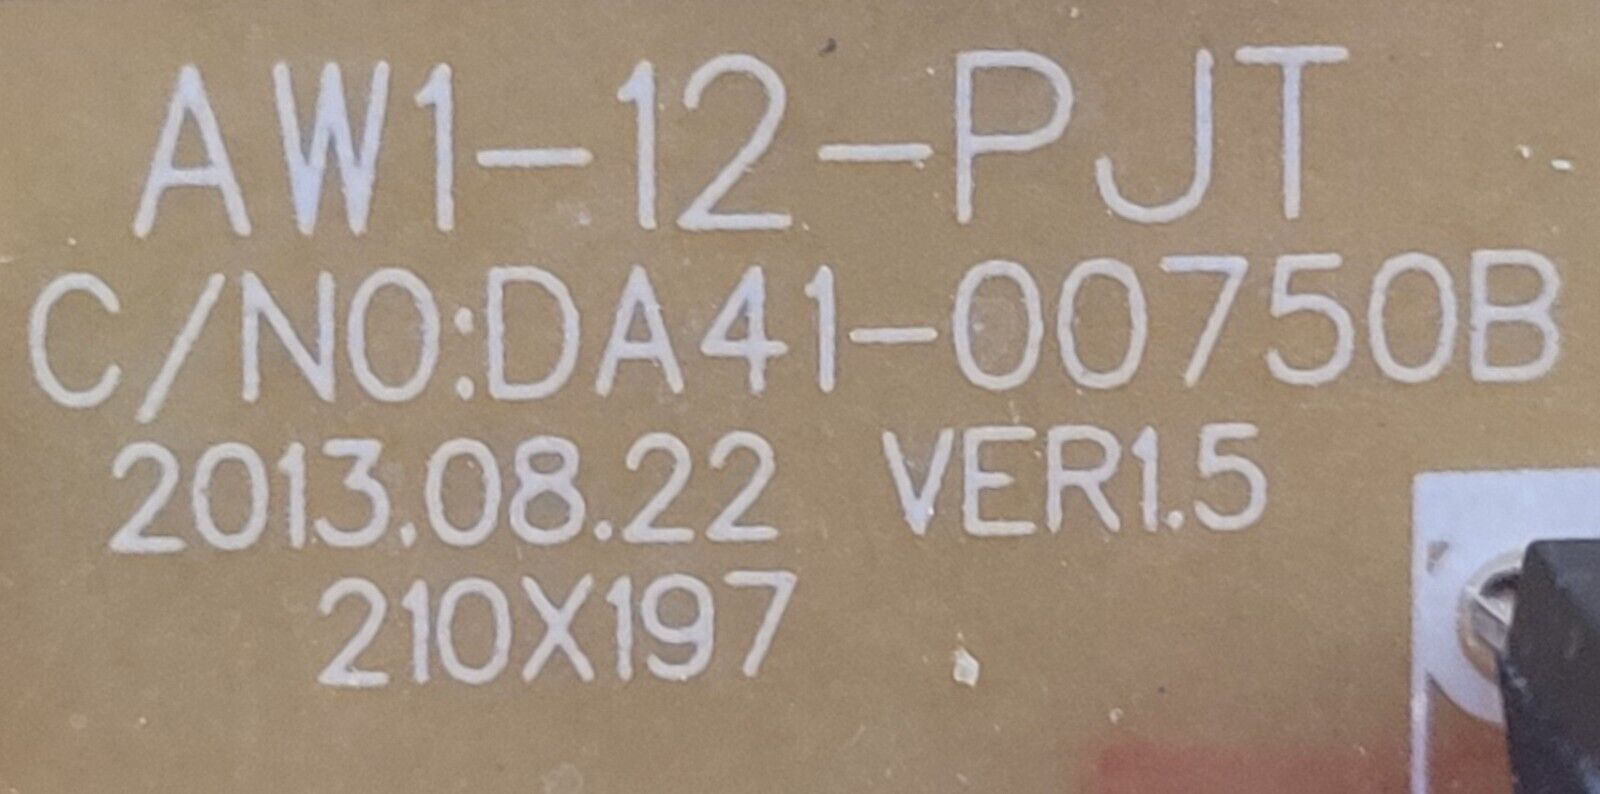 AW1-12-PJT
C/NO:DA41-00750B
2013.08.22 VER1.5
210X197